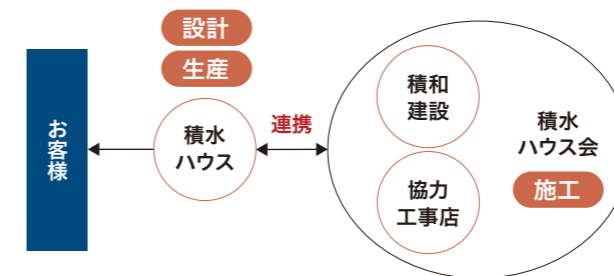 お客様
設計
生産
積水
ハウス
連携
積和
建設
協力
工事店
積水
ハウス会
施工